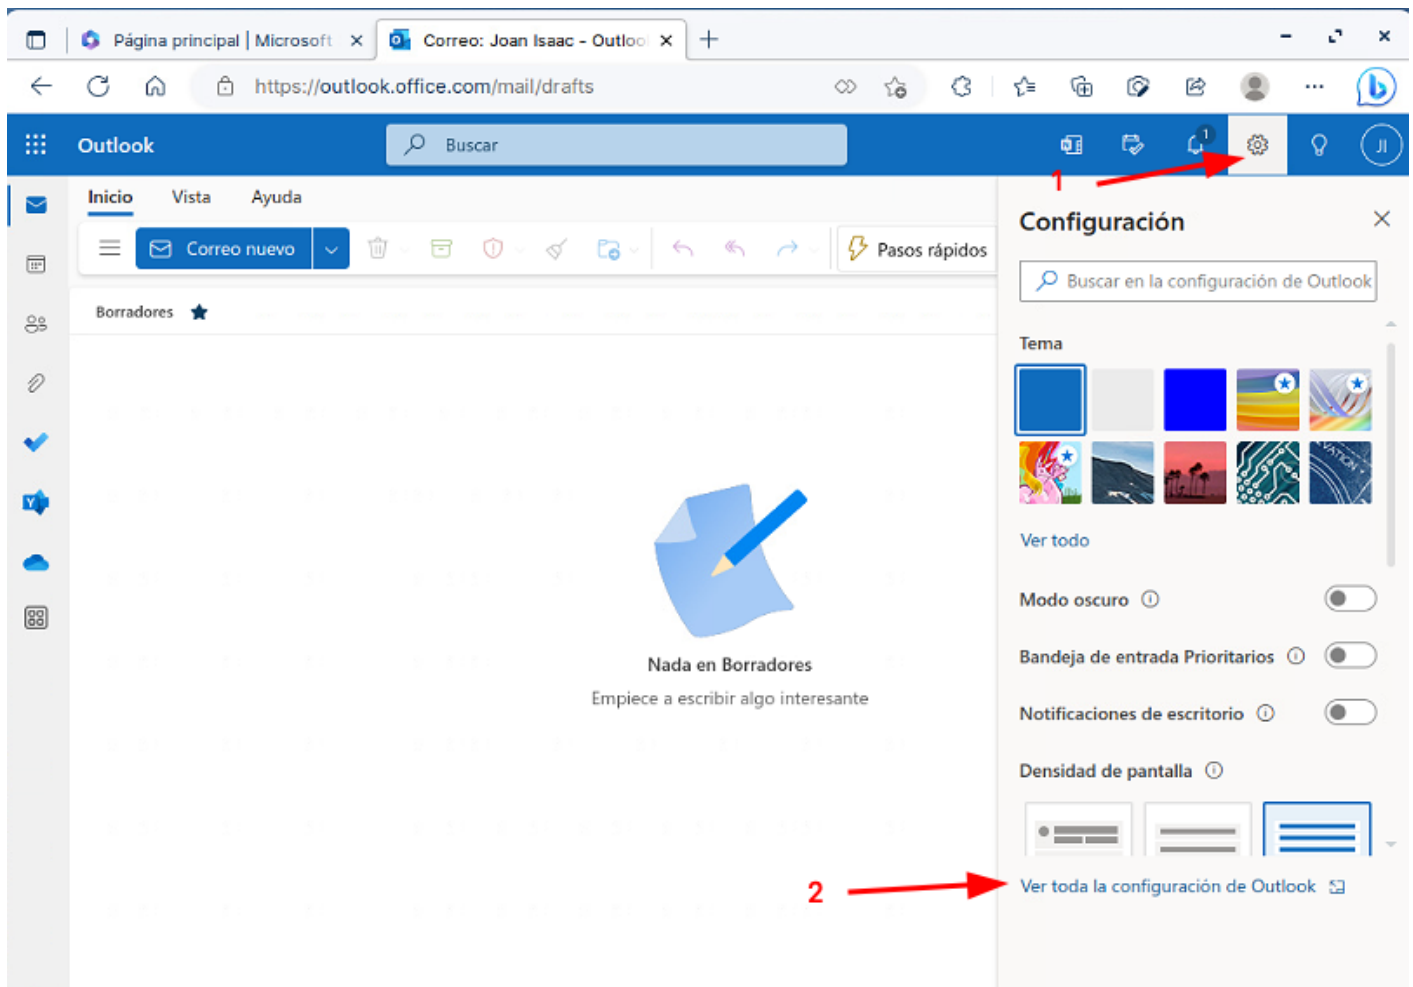 Página principal | Microsoft
Correo: Joan Isaac - Outlook
https://outlook.office.com/mail/drafts
Outlook
Buscar
1
JI
1
Inicio
Vista
Ayuda
Correo nuevo
Pasos rápidos
Borradores
Nada en Borradores
Empiece a escribir algo interesante
Configuración
Buscar en la configuración de Outlook
Tema
Ver todo
Modo oscuro
Bandeja de entrada Prioritarios
Notificaciones de escritorio
Densidad de pantalla
2
Ver toda la configuración de Outlook